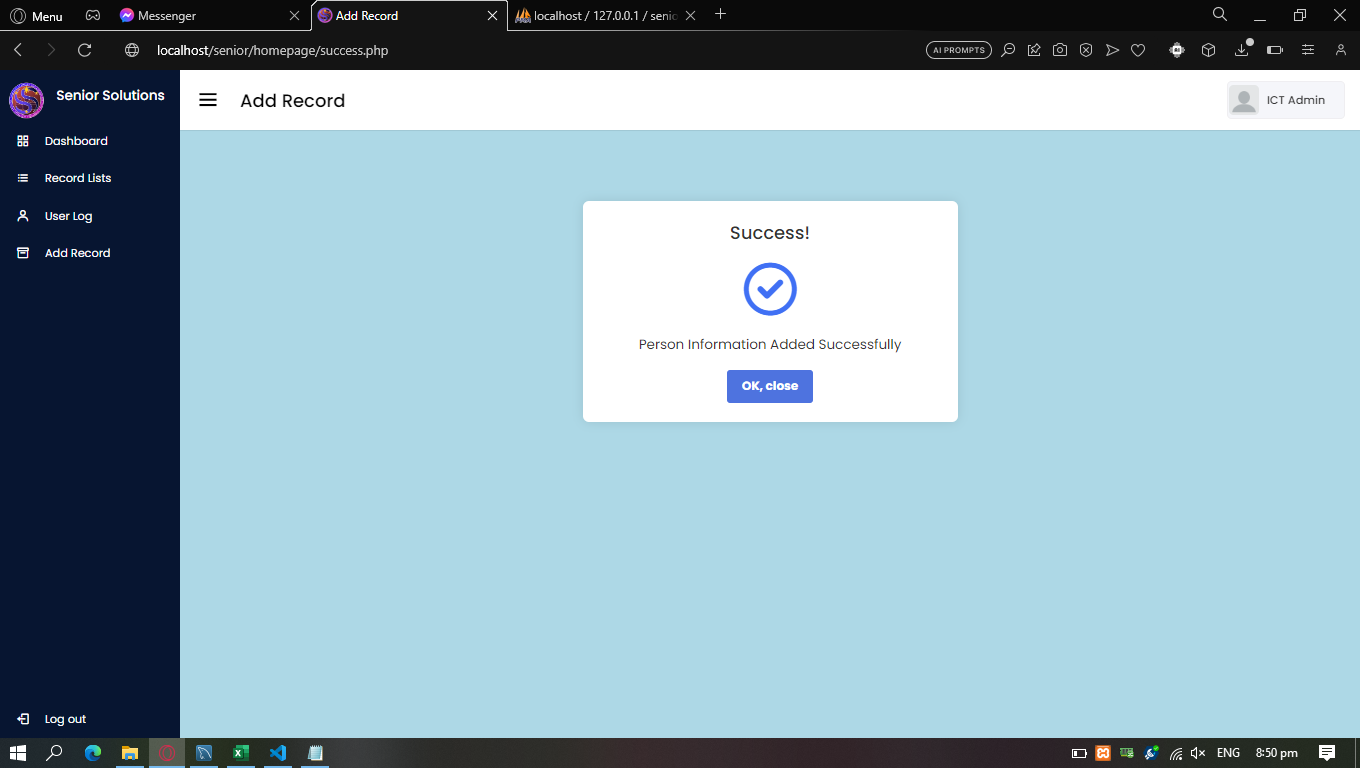 Menu
Messenger
Add Record
localhost / 127.0.0.1 / senio
localhost/senior/homepage/success.php
AI PROMPTS
Senior Solutions
Add Record
ICT Admin
Dashboard
Record Lists
User Log
Add Record
Success!
Person Information Added Successfully
OK, close
Log out
ENG
8:50 pm